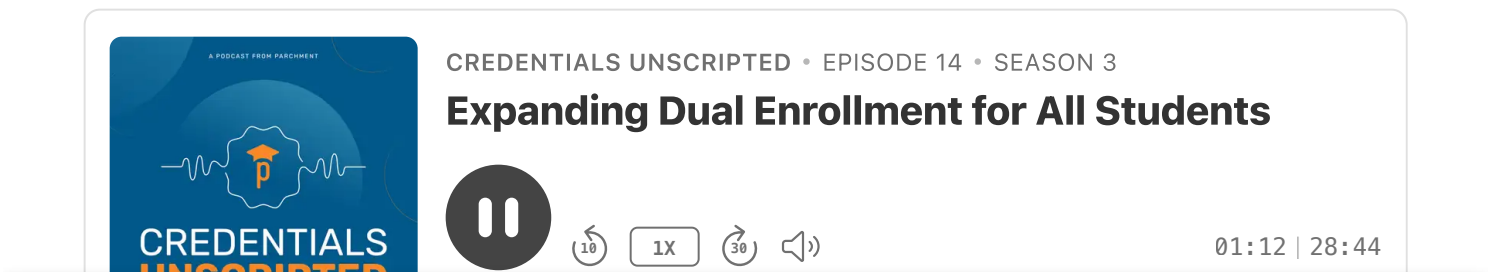 A PODCAST FROM PARCHMENT
CREDENTIALS UNSCRIPTED • EPISODE 14 • SEASON 3
Expanding Dual Enrollment for All Students
p
CREDENTIALS
UNSCRIPTED
10
1X
30
01:12 | 28:44